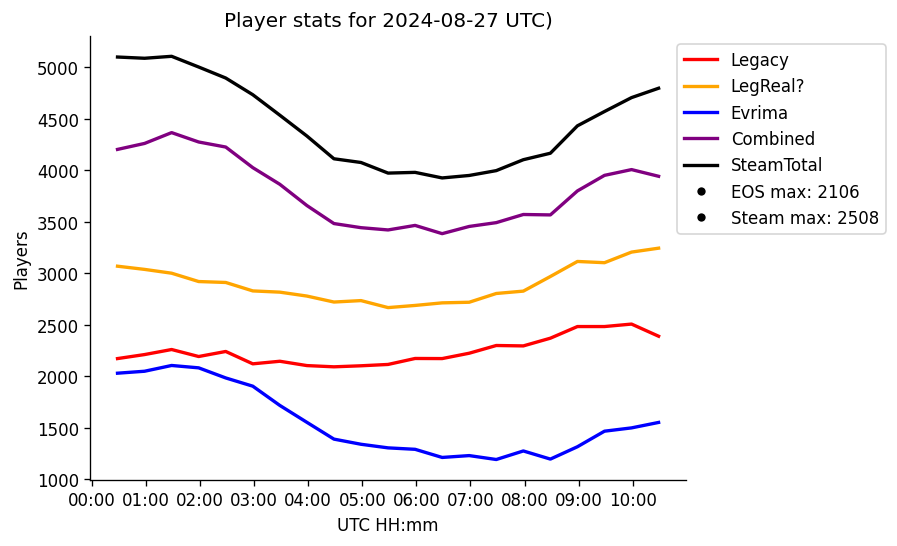 Player stats for 2024-08-27 UTC)
Legacy
LegReal?
Evrima
Combined
SteamTotal
EOS max: 2106
Steam max: 2508
Players
5000
4500
4000
3500
3000
2500
2000
1500
1000
00:00 01:00 02:00 03:00 04:00 05:00 06:00 07:00 08:00 09:00 10:00
UTC HH:mm